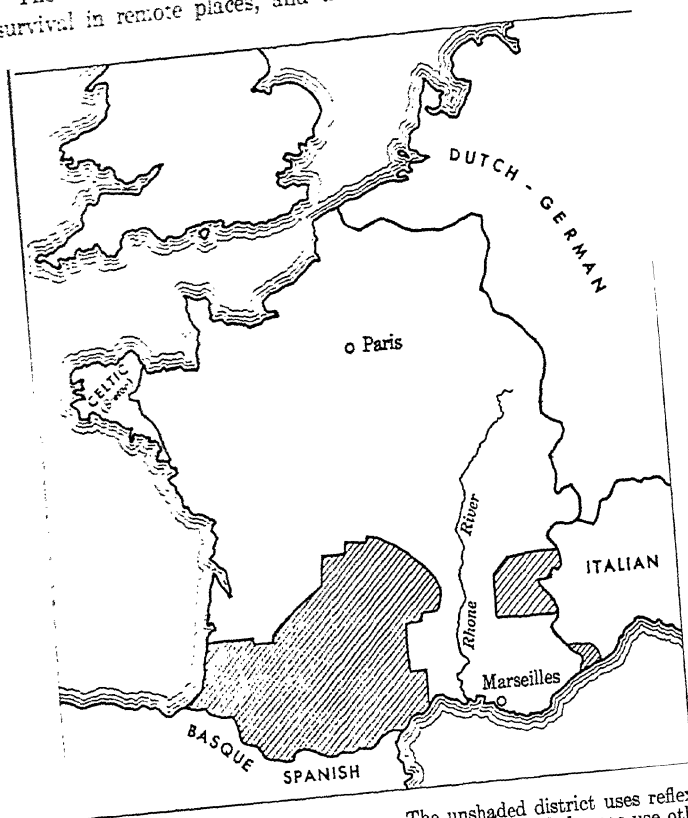 survival in remote places, and
DUTCH - GERMAN
Paris
CELTIC
River
ITALIAN
Rhone
Marseilles
BASQUE
SPANISH
The unshaded district uses